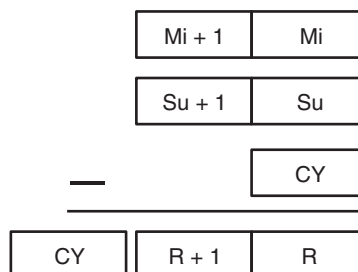 Mi + 1 Mi
Su + 1 Su
CY
—
CY R + 1 R